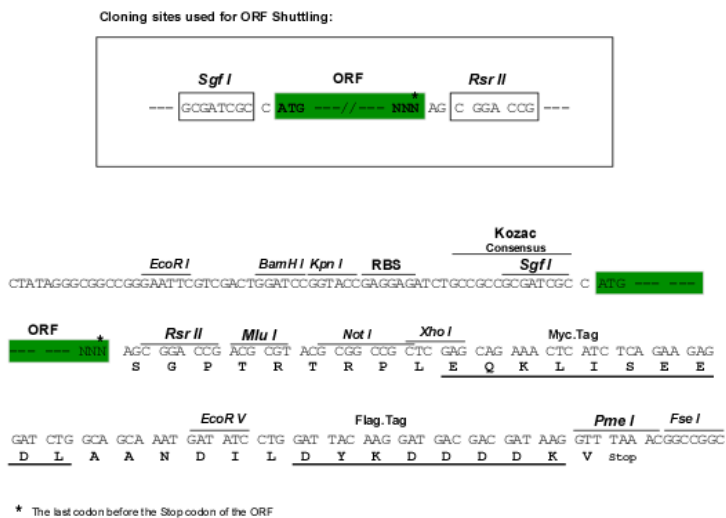 Cloning sites used for ORF Shuttling:
Sgf I ORF Rsr II
*
--- GCGATCGC C ATG ---//--- NNN AG C GGA CCG ---
Kozac
Consensus
EcoR I BamH I Kpn I RBS Sgf I
CTATAGGGCGGCCGGGAATTCGTCGACTGGATCCGGTACCGAGGAGATCTGCCGCCGCGATCGC C ATG --- ---
ORF
* Rsr II Mlu I Not I Xho I Myc.Tag
--- --- NNN AGC GGA CCG ACG CGT ACG CGG CCG CTC GAG CAG AAA CTC ATC TCA GAA GAG
S G P T R T R P L E Q K L I S E E
EcoR V Flag.Tag Pme I Fse I
GAT CTG GCA GCA AAT GAT ATC CTG GAT TAC AAG GAT GAC GAC GAT AAG GTT TAA ACGGCCGGC
D L A A N D I L D Y K D D D D K V Stop
* The last codon before the Stop codon of the ORF